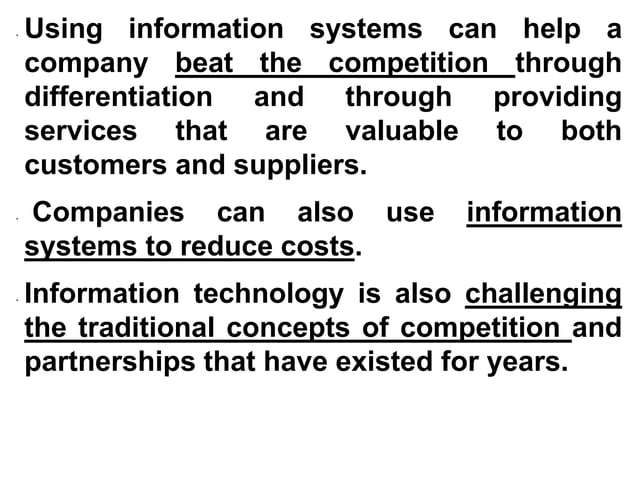 Using information systems can help a
company beat the competition through
differentiation and through providing
services that are valuable to both
customers and suppliers.
Companies can also use information
systems to reduce costs.
Information technology is also challenging
the traditional concepts of competition and
partnerships that have existed for years.